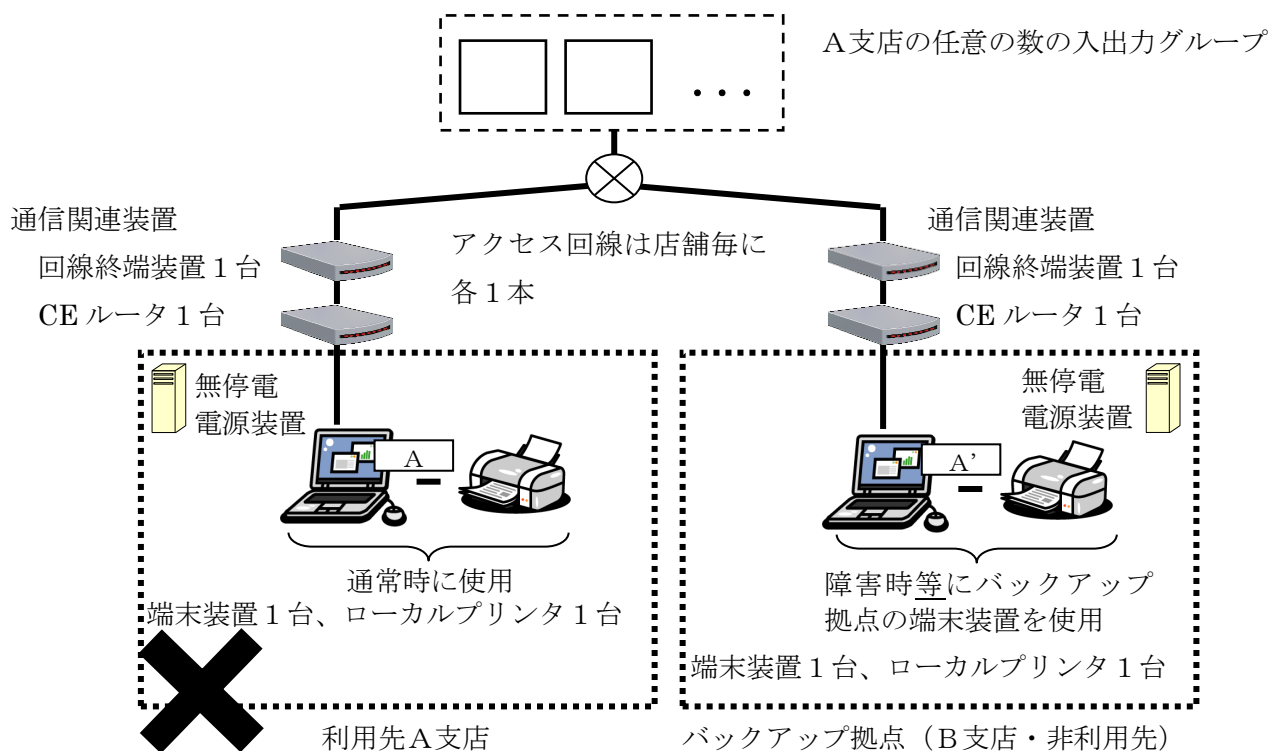 A支店の任意の数の入出力グループ
・・・
通信関連装置
回線終端装置1台
CE ルータ1台
アクセス回線は店舗毎に
各1本
通信関連装置
回線終端装置1台
CE ルータ1台
無停電
電源装置
A
通常時に使用
端末装置1台、ローカルプリンタ1台
利用先A支店
無停電
電源装置
A’
障害時等にバックアップ
拠点の端末装置を使用
端末装置1台、ローカルプリンタ1台
バックアップ拠点（B支店・非利用先）